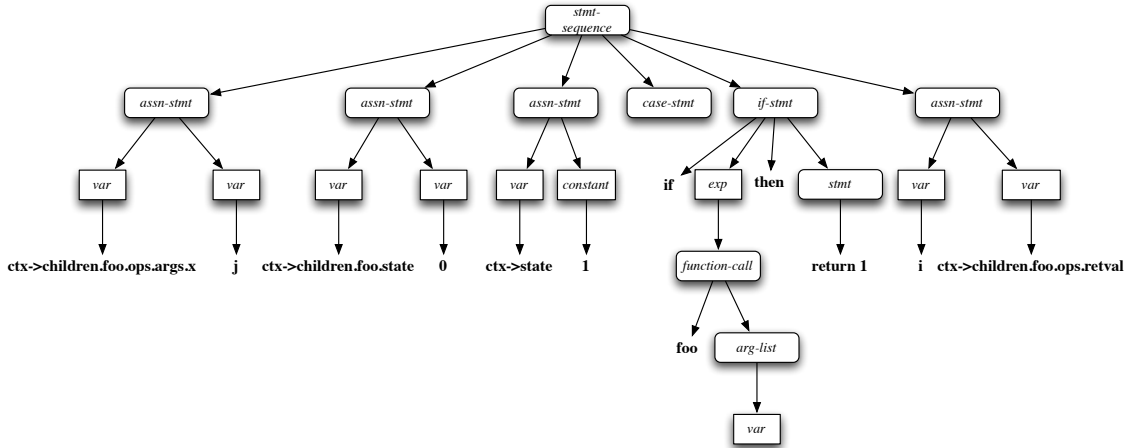 stmt-
sequence
assn-stmt assn-stmt assn-stmt case-stmt if-stmt assn-stmt
var var var var var constant if exp then stmt var var
ctx->children.foo.ops.args.x j ctx->children.foo.state 0 ctx->state 1 function-call return 1 i ctx->children.foo.ops.retval
foo arg-list
var